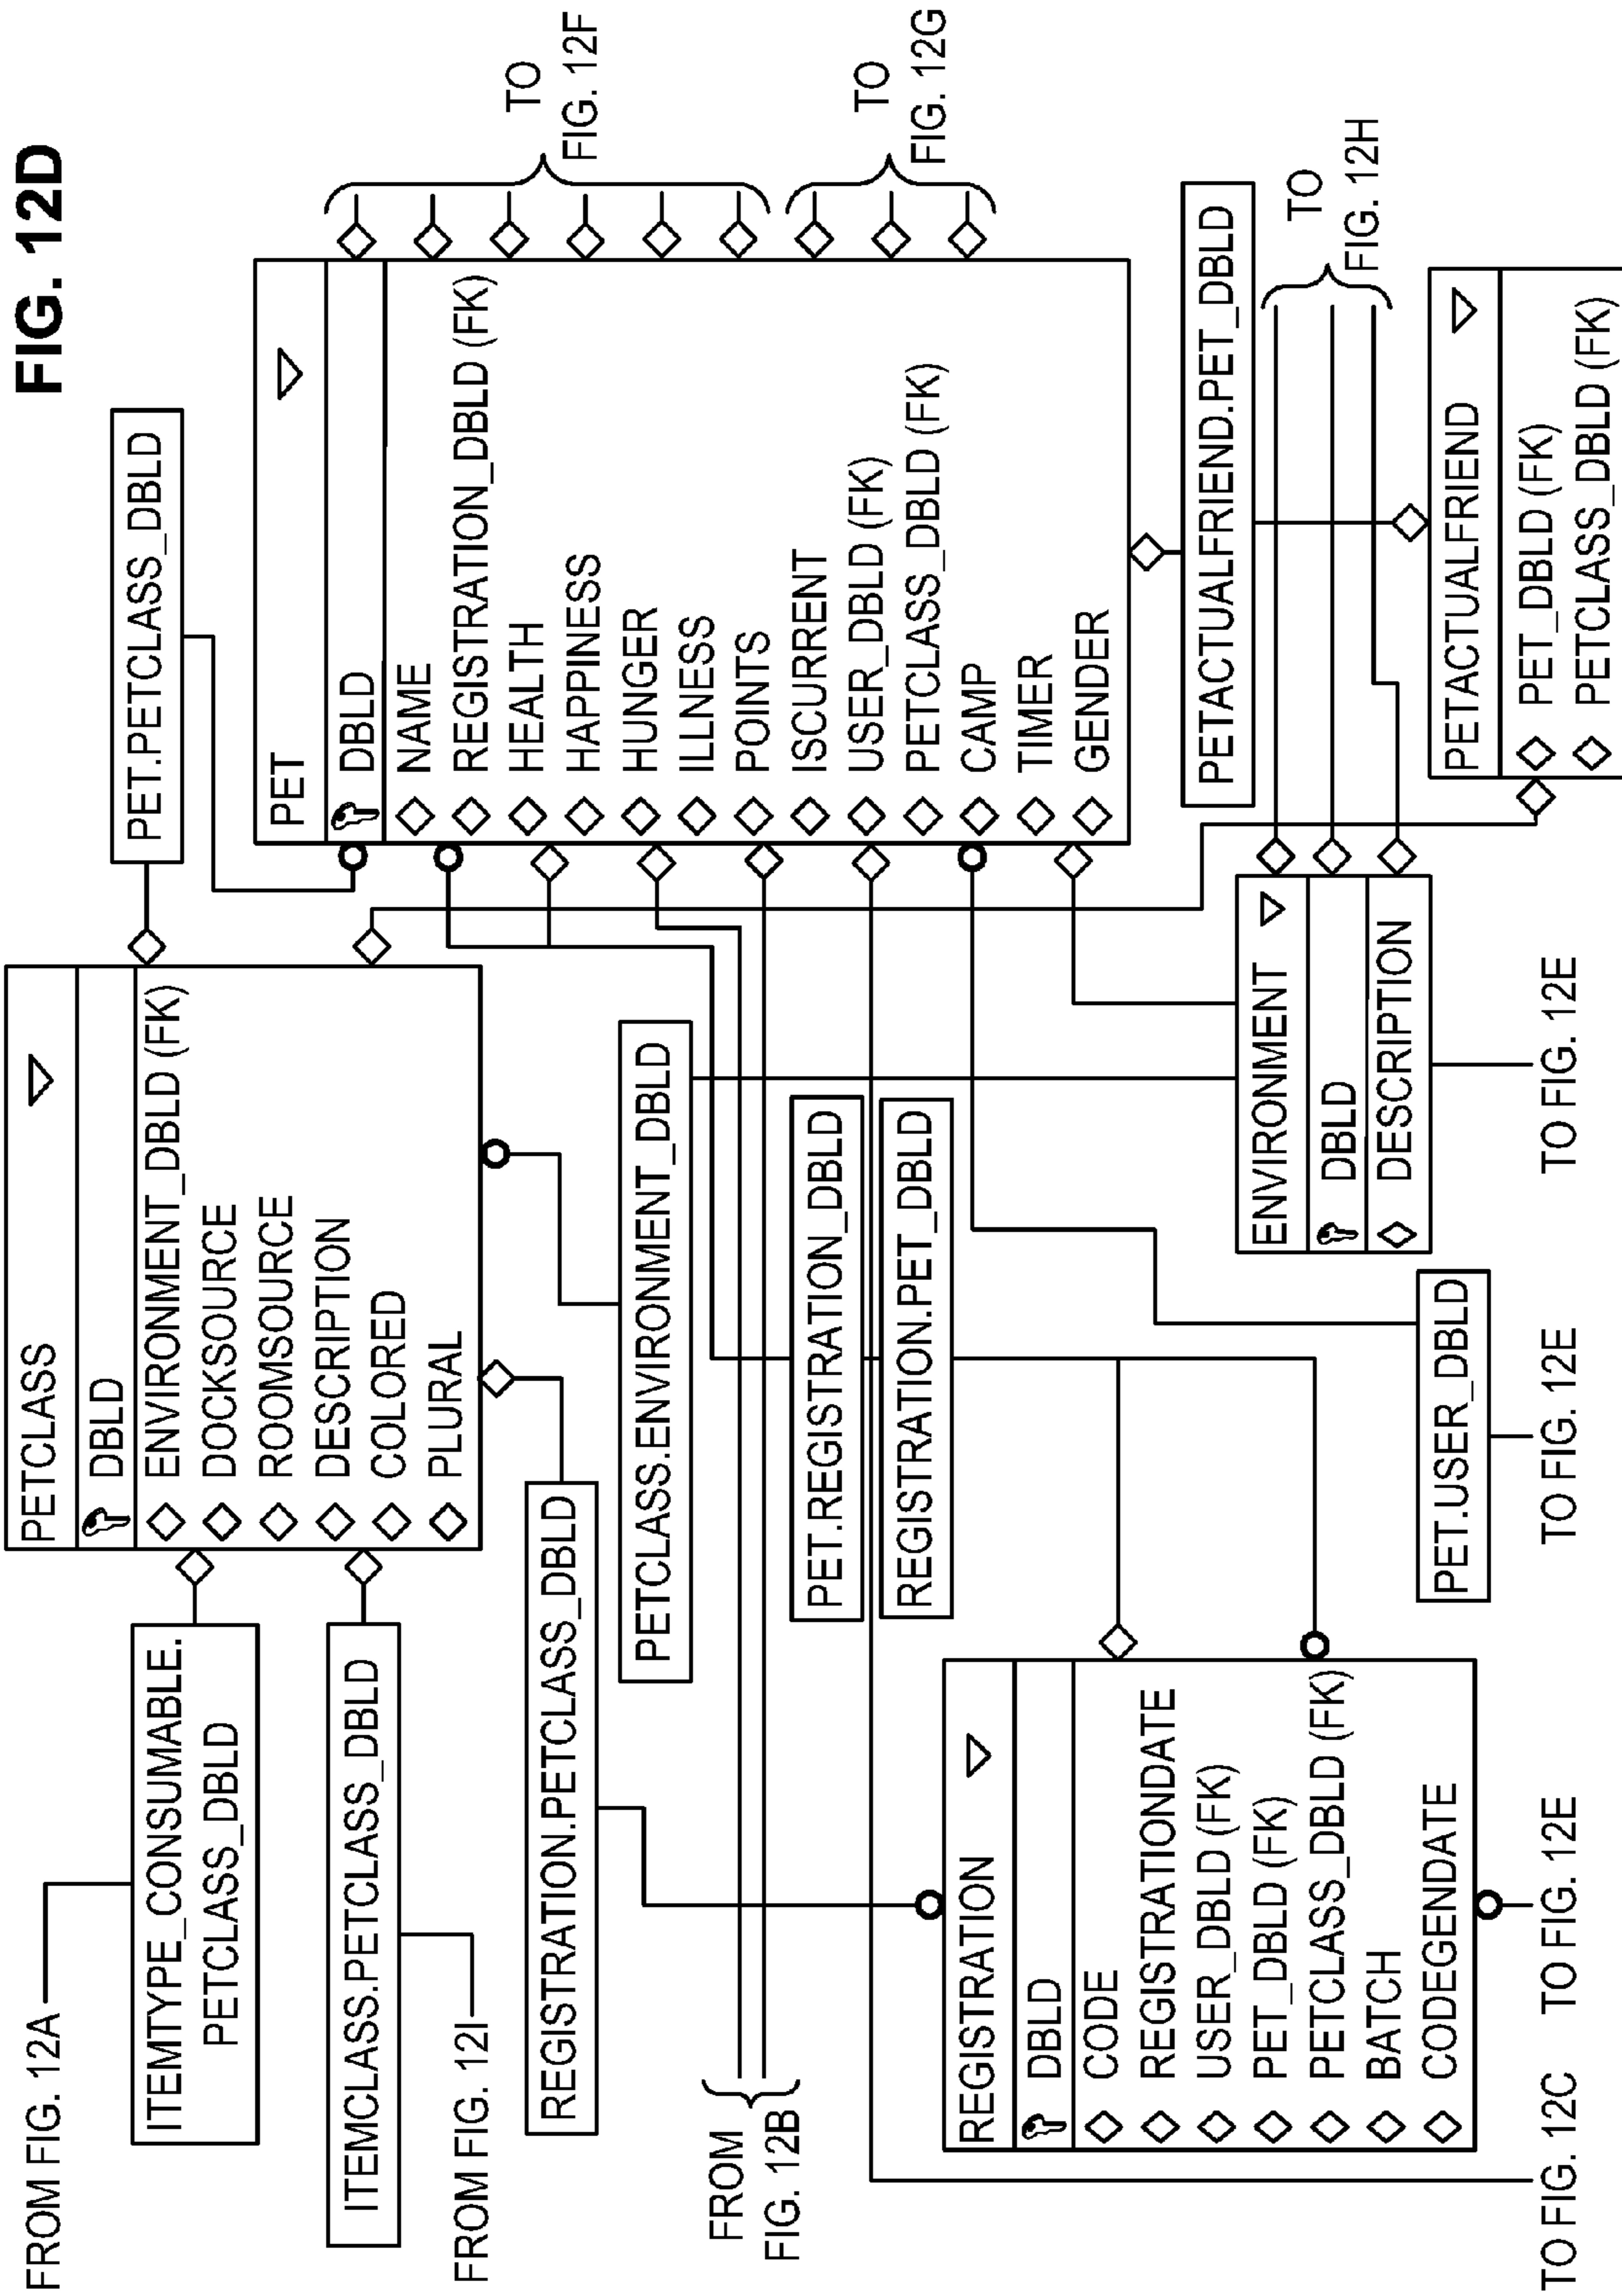 FIG. 12D
FROM FIG. 12A
ITEMTYPE_CONSUMABLE.
PETCLASS_DBLD
ITEMCLASS.PETCLASS_DBLD
FROM FIG. 12I
PETCLASS
DBLD
ENVIRONMENT_DBLD (FK)
DOCKSOURCE
ROOMSOURCE
DESCRIPTION
COLORED
PLURAL
PET.PETCLASS_DBLD
REGISTRATION.PETCLASS_DBLD
PETCLASS.ENVIRONMENT_DBLD
PET
DBLD
NAME
REGISTRATION_DBLD (FK)
HEALTH
HAPPINESS
HUNGER
ILLNESS
POINTS
ISCURRENT
USER_DBLD (FK)
PETCLASS_DBLD (FK)
CAMP
TIMER
GENDER
TO
FIG. 12F
TO
FIG. 12G
FROM
FIG. 12B
PET.REGISTRATION_DBLD
REGISTRATION.PET_DBLD
REGISTRATION
DBLD
CODE
REGISTRATIONDATE
USER_DBLD (FK)
PET_DBLD (FK)
PETCLASS_DBLD (FK)
BATCH
CODEGENDATE
PETACTUALFRIEND.PET_DBLD
TO
FIG. 12H
ENVIRONMENT
DBLD
DESCRIPTION
PET.USER_DBLD
PETACTUALFRIEND
PET_DBLD (FK)
PETCLASS_DBLD (FK)
TO FIG. 12C
TO FIG. 12E
TO FIG. 12E
TO FIG. 12E